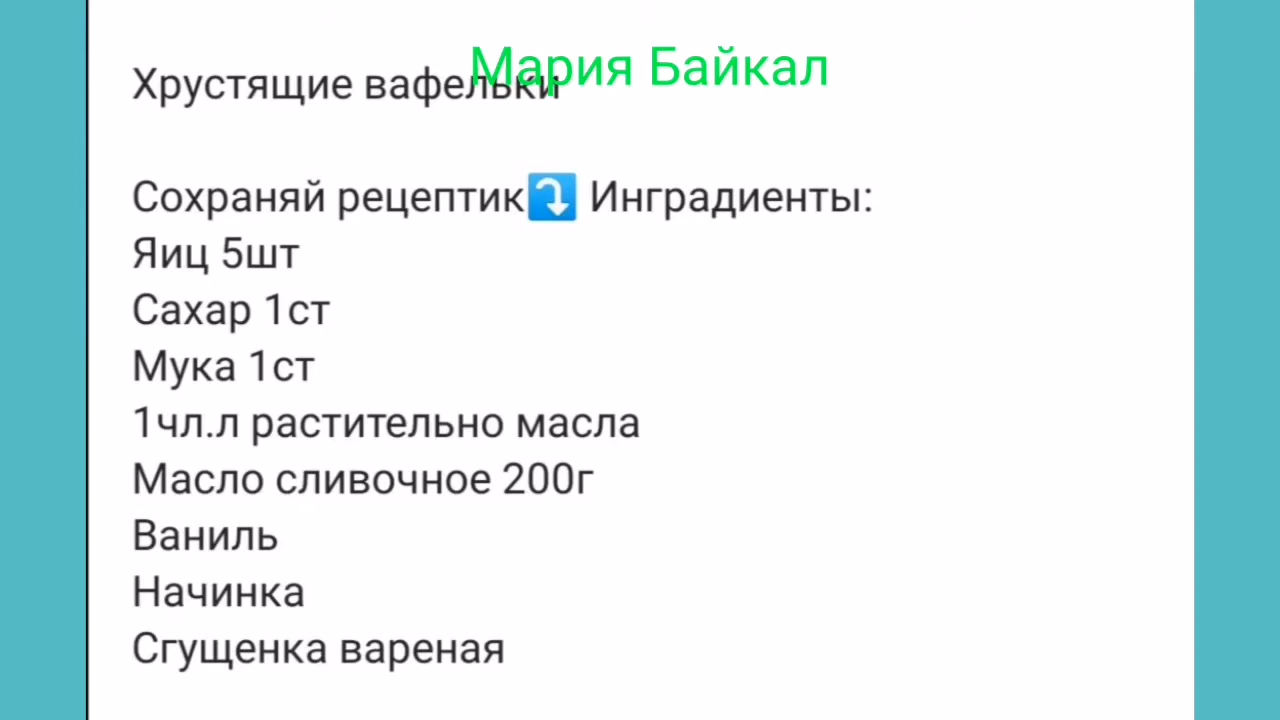 Мария Байкал
Хрустящие вафельки
Сохраняй рецептик⤵️ Инградиенты:
Яиц 5шт
Сахар 1ст
Мука 1ст
1чл.л растительно масла
Масло сливочное 200г
Ваниль
Начинка
Сгущенка вареная